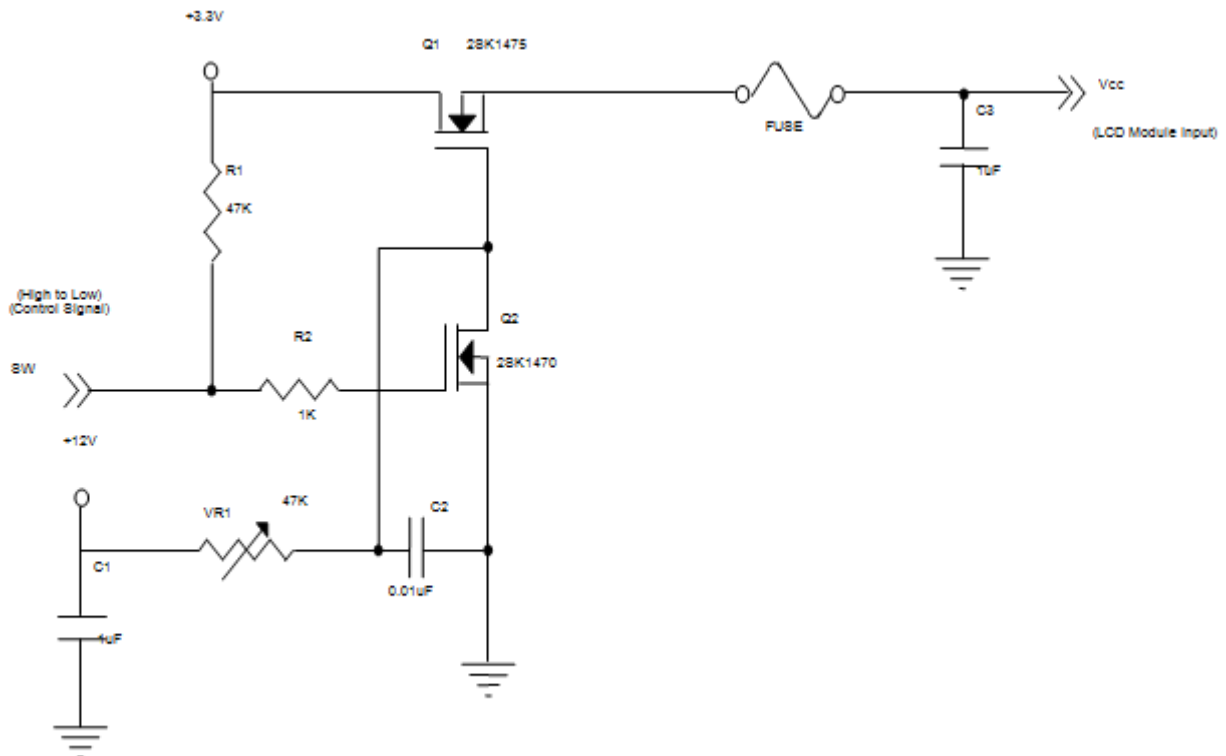 +3.3V
Q1 2SK1475
Vcc
FUSE
C3
(LCD Module Input)
1uF
R1
47K
(High to Low)
(Control Signal)
Q2
R2
2SK1470
SW
1K
+12V
47K
VR1
C2
C1
0.01uF
1uF